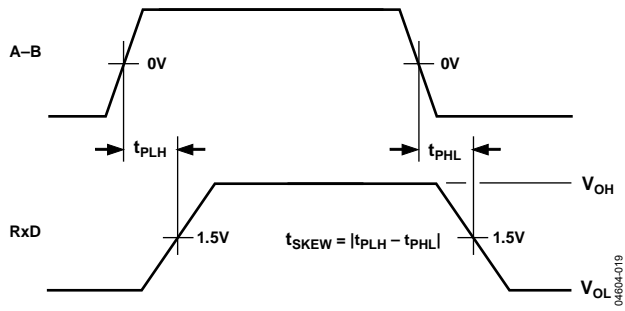 A–B
0V
0V
tPLH
tPHL
VOH
RxD
1.5V
tSKEW = |tPLH – tPHL|
1.5V
VOL
04604-019